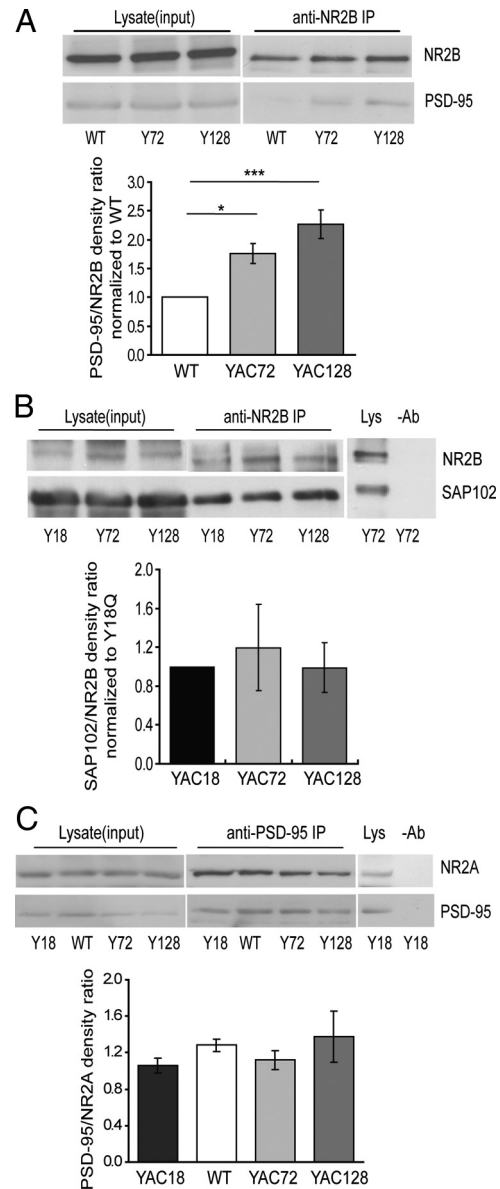 A
Lysate(input) anti-NR2B IP
NR2B
PSD-95
WT Y72 Y128 WT Y72 Y128
PSD-95/NR2B density ratio
normalized to WT
3.0
2.5
2.0
1.5
1.0
0.5
0.0
***
*
WT YAC72 YAC128
B
Lysate(input) anti-NR2B IP Lys -Ab
NR2B
SAP102
Y18 Y72 Y128 Y18 Y72 Y128 Y72 Y72
SAP102/NR2B density ratio
normalized to Y18Q
2.0
1.6
1.2
0.8
0.4
0.0
YAC18 YAC72 YAC128
C
Lysate(input) anti-PSD-95 IP Lys -Ab
NR2A
PSD-95
Y18 WT Y72 Y128 Y18 WT Y72 Y128 Y18 Y18
PSD-95/NR2A density ratio
2.0
1.6
1.2
0.8
0.4
0.0
YAC18 WT YAC72 YAC128